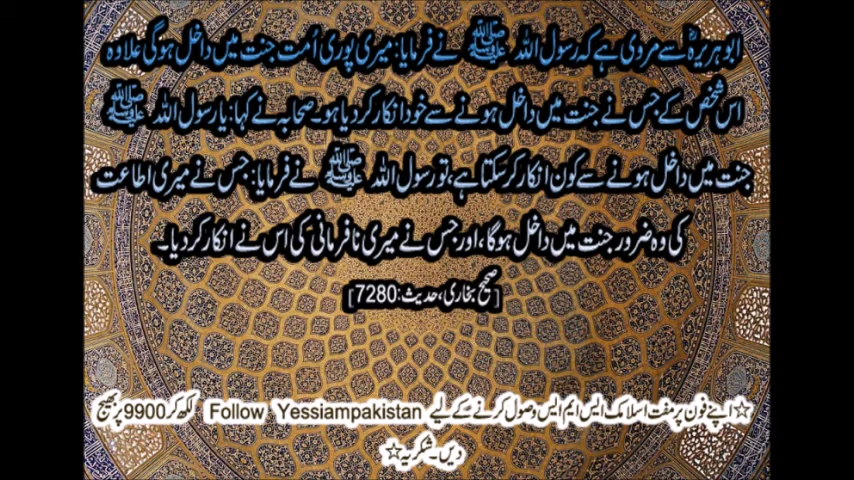 ابو ہریرہؓ سے مروی ہے کہ رسول اللہ ﷺ نے فرمایا: میری پوری اُمت جنت میں داخل ہوگی علاوہ
اس شخص کے جس نے جنت میں داخل ہونے سے خود انکار کر دیا ہو۔ صحابہ نے کہا: یا رسول اللہ ﷺ
جنت میں داخل ہونے سے کون انکار کر سکتا ہے، تو رسول اللہ ﷺ نے فرمایا: جس نے میری اطاعت
کی وہ ضرور جنت میں داخل ہوگا، اور جس نے میری نافرمانی کی اس نے انکار کر دیا۔
[صحیح بخاری، حدیث: 7280]
☆اپنے فون پر مفت اسلامک ایس ایم ایس وصول کرنے کے لیے Follow Yessiampakistan لکھ کر 9900 پر بھیج
دیں۔ شکریہ☆